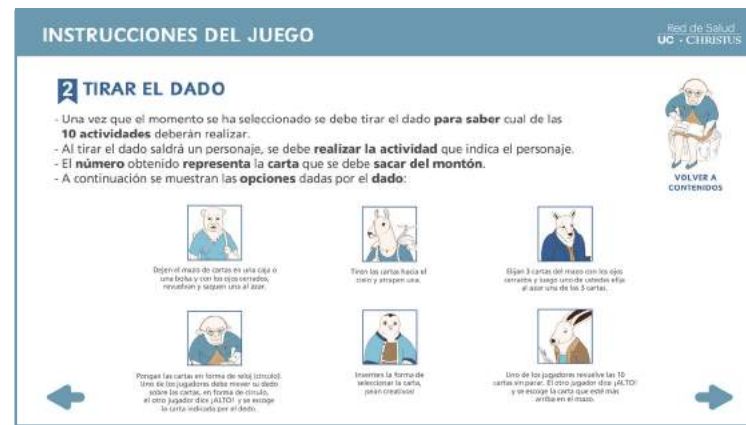 INSTRUCCIONES DEL JUEGO
Red de Salud
UC · CHRISTUS
2 TIRAR EL DADO
- Una vez que el momento se ha seleccionado se debe tirar el dado para saber cual de las
10 actividades deberán realizar.
- Al tirar el dado saldrá un personaje, se debe realizar la actividad que indica el personaje.
- El número obtenido representa la carta que se debe sacar del montón.
- A continuación se muestran las opciones dadas por el dado:
VOLVER A
CONTENIDOS
Dejen el mazo de cartas en una caja o
una bolsa y con los ojos cerrados,
revuelvan y saquen una al azar.
Tiren las cartas hacia el
cielo y atrapen una.
Elijan 3 cartas del mazo con los ojos
cerrados y luego uno de ustedes elija
al azar una de las 3 cartas.
Pongan las cartas en forma de reloj (círculo).
Uno de los jugadores debe mover su dedo
sobre las cartas, en forma de círculo,
el otro jugador dice ¡ALTO! y se escoge
la carta indicada por el dedo.
Inventen la forma de
seleccionar la carta,
¡sean creativos!
Uno de los jugadores revuelve las 10
cartas sin parar. El otro jugador dice ¡ALTO!
y se escoge la carta que esté más
arriba en el mazo.